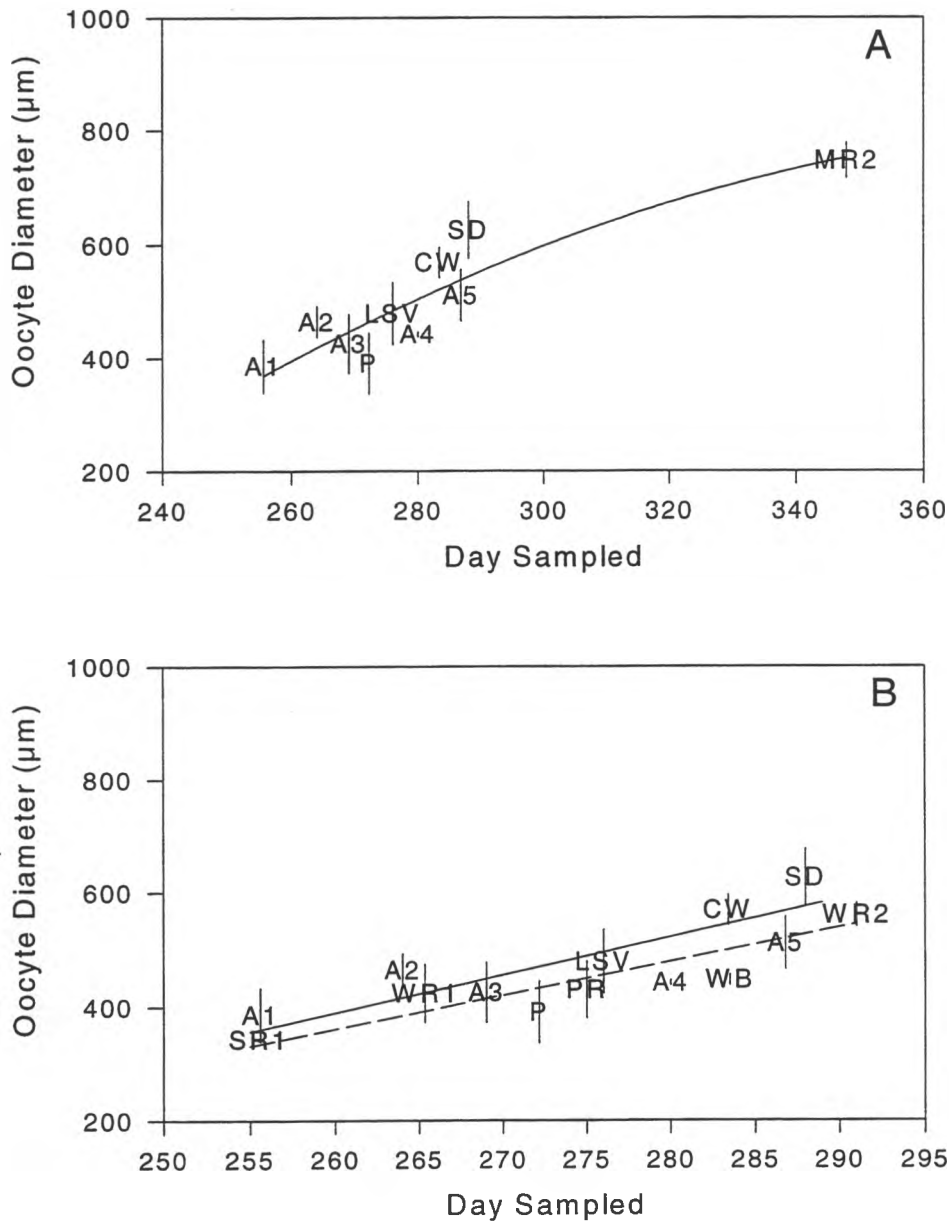 A
Oocyte Diameter (µm)
1000
800
600
400
200
MR2
SD
CW
A5
LSV
A2
A4
A3
P
A1
240
260
280
300
320
340
360
Day Sampled
B
Oocyte Diameter (µm)
1000
800
600
400
200
SD
CW
WR2
A5
LSV
A2
WR1
A3
PR
A4
WB
P
A1
SR1
250
255
260
265
270
275
280
285
290
295
Day Sampled